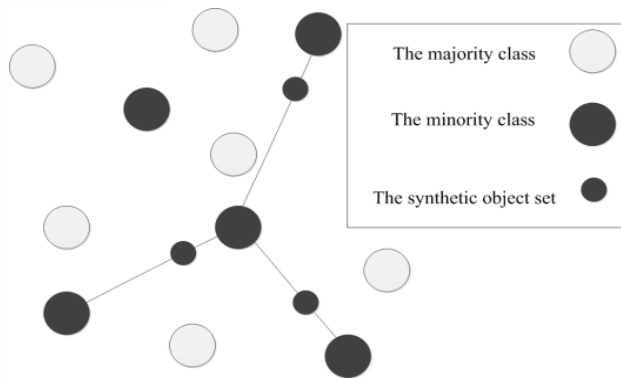 The majority class
The minority class
The synthetic object set